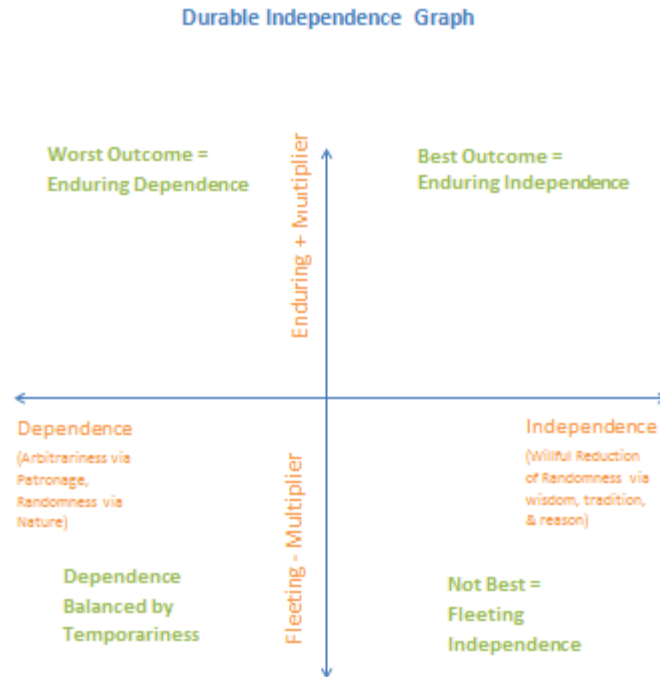 Durable Independence Graph
Worst Outcome =
Enduring Dependence
Enduring + Multiplier
Best Outcome =
Enduring Independence
Dependence
(Arbitrariness via
Patronage,
Randomness via
Nature)
Independence
(Willful Reduction
of Randomness via
wisdom, tradition,
& reason)
Fleeting - Multiplier
Dependence
Balanced by
Temporariness
Not Best =
Fleeting
Independence